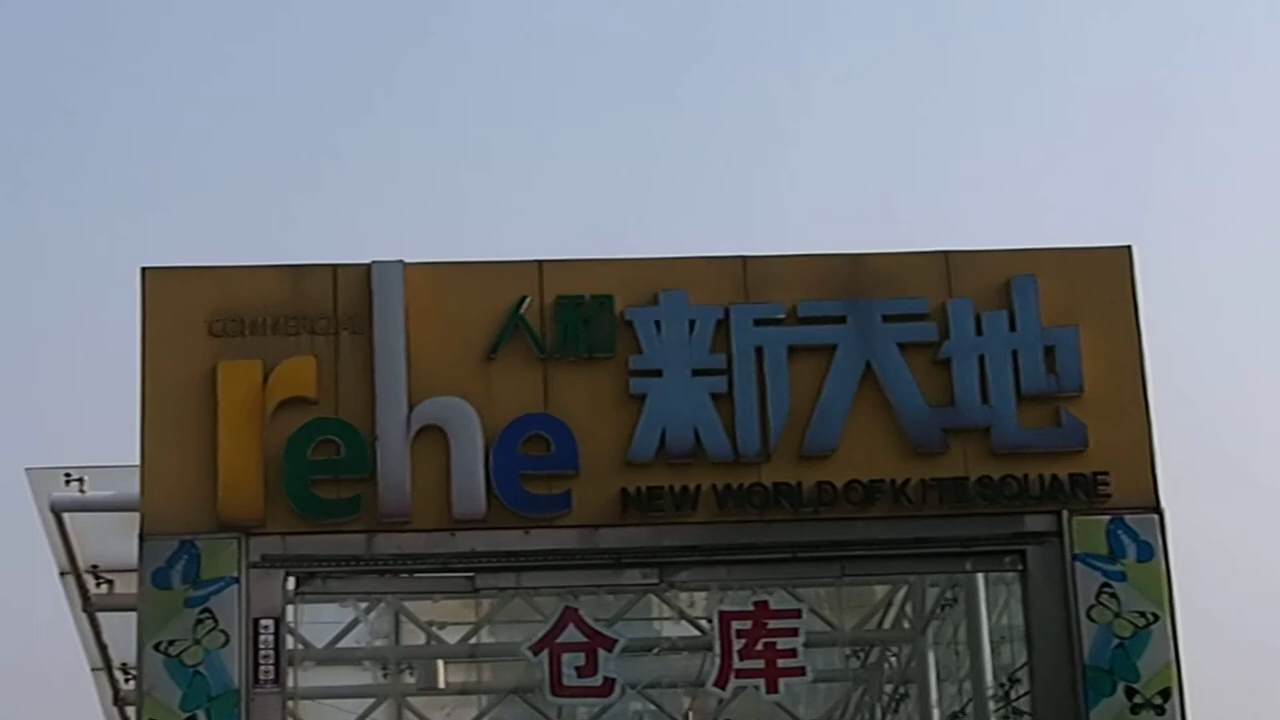 COMMERCIAL
rehe
人和
新天地
NEW WORLD OF KITE SQUARE
仓库